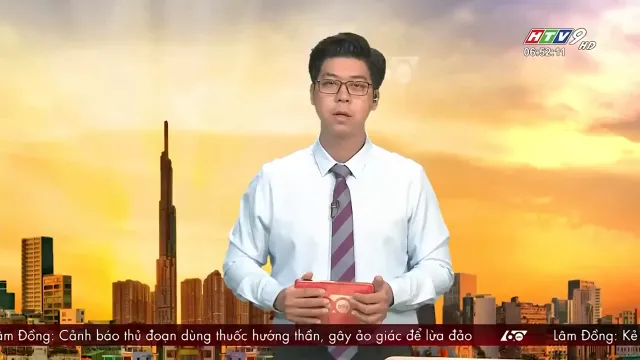 HTV9 HD
06:52:11
Lâm Đồng: Cảnh báo thủ đoạn dùng thuốc hướng thần, gây ảo giác để lừa đảo Lâm Đồng: Kê